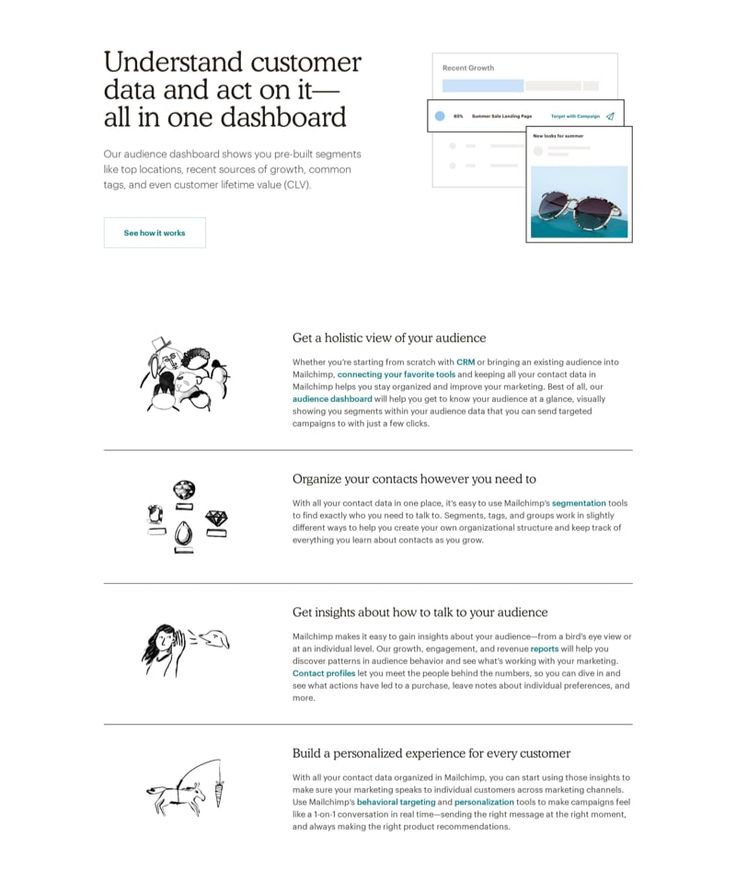 Understand customer
data and act on it—
all in one dashboard
Our audience dashboard shows you pre-built segments
like top locations, recent sources of growth, common
tags, and even customer lifetime value (CLV).
See how it works
Recent Growth
85% Summer Sale Landing Page Target with Campaign
New looks for summer
Get a holistic view of your audience
Whether you're starting from scratch with CRM or bringing an existing audience into
Mailchimp, connecting your favorite tools and keeping all your contact data in
Mailchimp helps you stay organized and improve your marketing. Best of all, our
audience dashboard will help you get to know your audience at a glance, visually
showing you segments within your audience data that you can send targeted
campaigns to with just a few clicks.
Organize your contacts however you need to
With all your contact data in one place, it's easy to use Mailchimp's segmentation tools
to find exactly who you need to talk to. Segments, tags, and groups work in slightly
different ways to help you create your own organizational structure and keep track of
everything you learn about contacts as you grow.
Get insights about how to talk to your audience
Mailchimp makes it easy to gain insights about your audience—from a bird's eye view or
at an individual level. Our growth, engagement, and revenue reports will help you
discover patterns in audience behavior and see what's working with your marketing.
Contact profiles let you meet the people behind the numbers, so you can dive in and
see what actions have led to a purchase, leave notes about individual preferences, and
more.
Build a personalized experience for every customer
With all your contact data organized in Mailchimp, you can start using those insights to
make sure your marketing speaks to individual customers across marketing channels.
Use Mailchimp's behavioral targeting and personalization tools to make campaigns feel
like a 1-on-1 conversation in real time—sending the right message at the right moment,
and always making the right product recommendations.